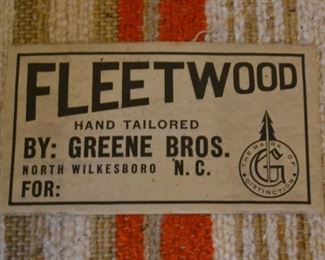 FLEETWOOD
HAND TAILORED
BY: GREENE BROS.
NORTH WILKESBORO N.C.
FOR:
THE MARK OF
G
DISTINCTION